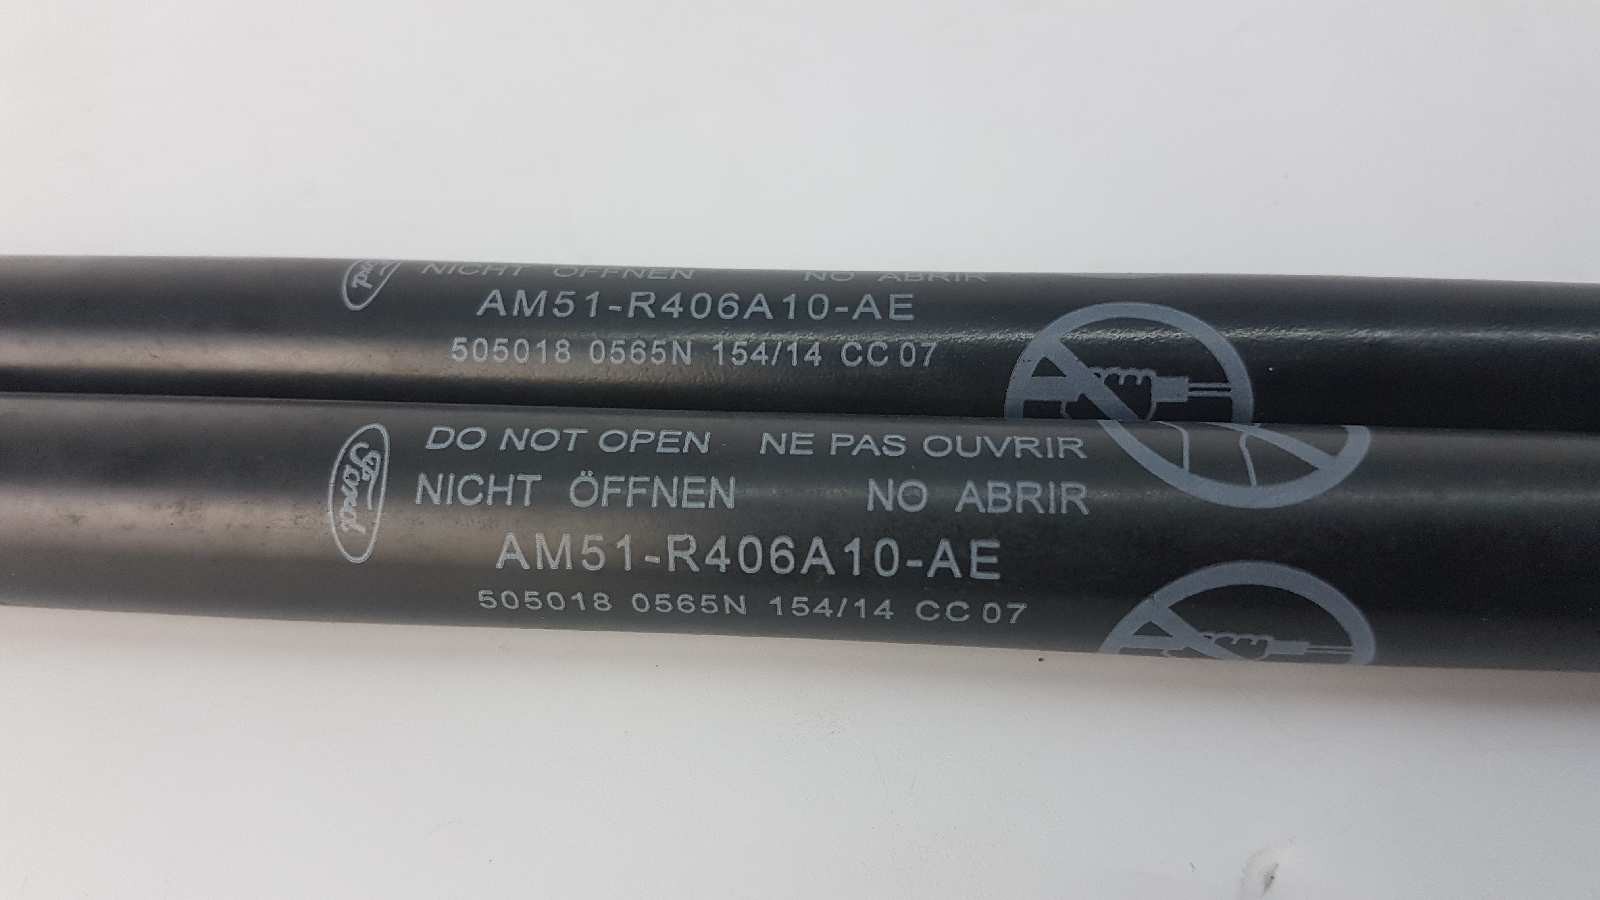 Ford
NICHT ÖFFNEN NO ABRIR
AM51-R406A10-AE
505018 0565N 154/14 CC 07
Ford
DO NOT OPEN NE PAS OUVRIR
NICHT ÖFFNEN NO ABRIR
AM51-R406A10-AE
505018 0565N 154/14 CC 07